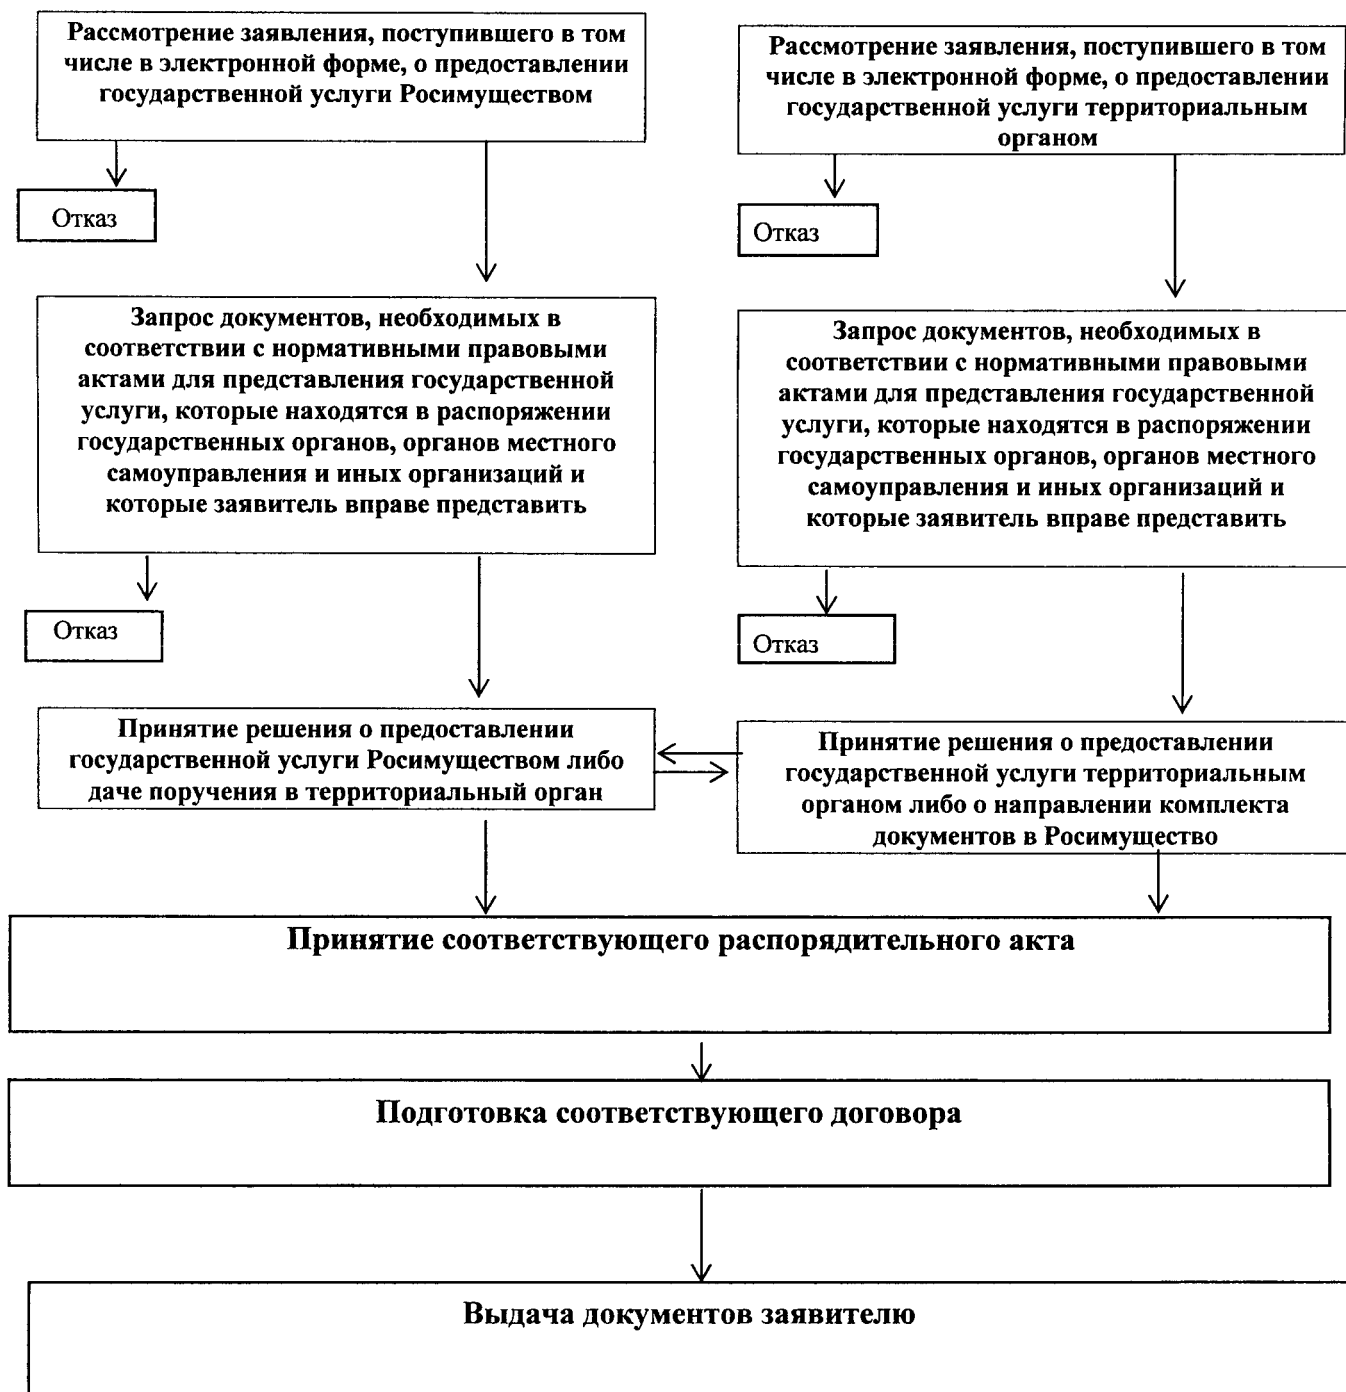 Рассмотрение заявления, поступившего в том
числе в электронной форме, о предоставлении
государственной услуги Росимуществом
Рассмотрение заявления, поступившего в том
числе в электронной форме, о предоставлении
государственной услуги территориальным
органом
Отказ
Отказ
Запрос документов, необходимых в
соответствии с нормативными правовыми
актами для представления государственной
услуги, которые находятся в распоряжении
государственных органов, органов местного
самоуправления и иных организаций и
которые заявитель вправе представить
Запрос документов, необходимых в
соответствии с нормативными правовыми
актами для представления государственной
услуги, которые находятся в распоряжении
государственных органов, органов местного
самоуправления и иных организаций и
которые заявитель вправе представить
Отказ
Отказ
Принятие решения о предоставлении
государственной услуги Росимуществом либо
даче поручения в территориальный орган
Принятие решения о предоставлении
государственной услуги территориальным
органом либо о направлении комплекта
документов в Росимущество
Принятие соответствующего распорядительного акта
Подготовка соответствующего договора
Выдача документов заявителю